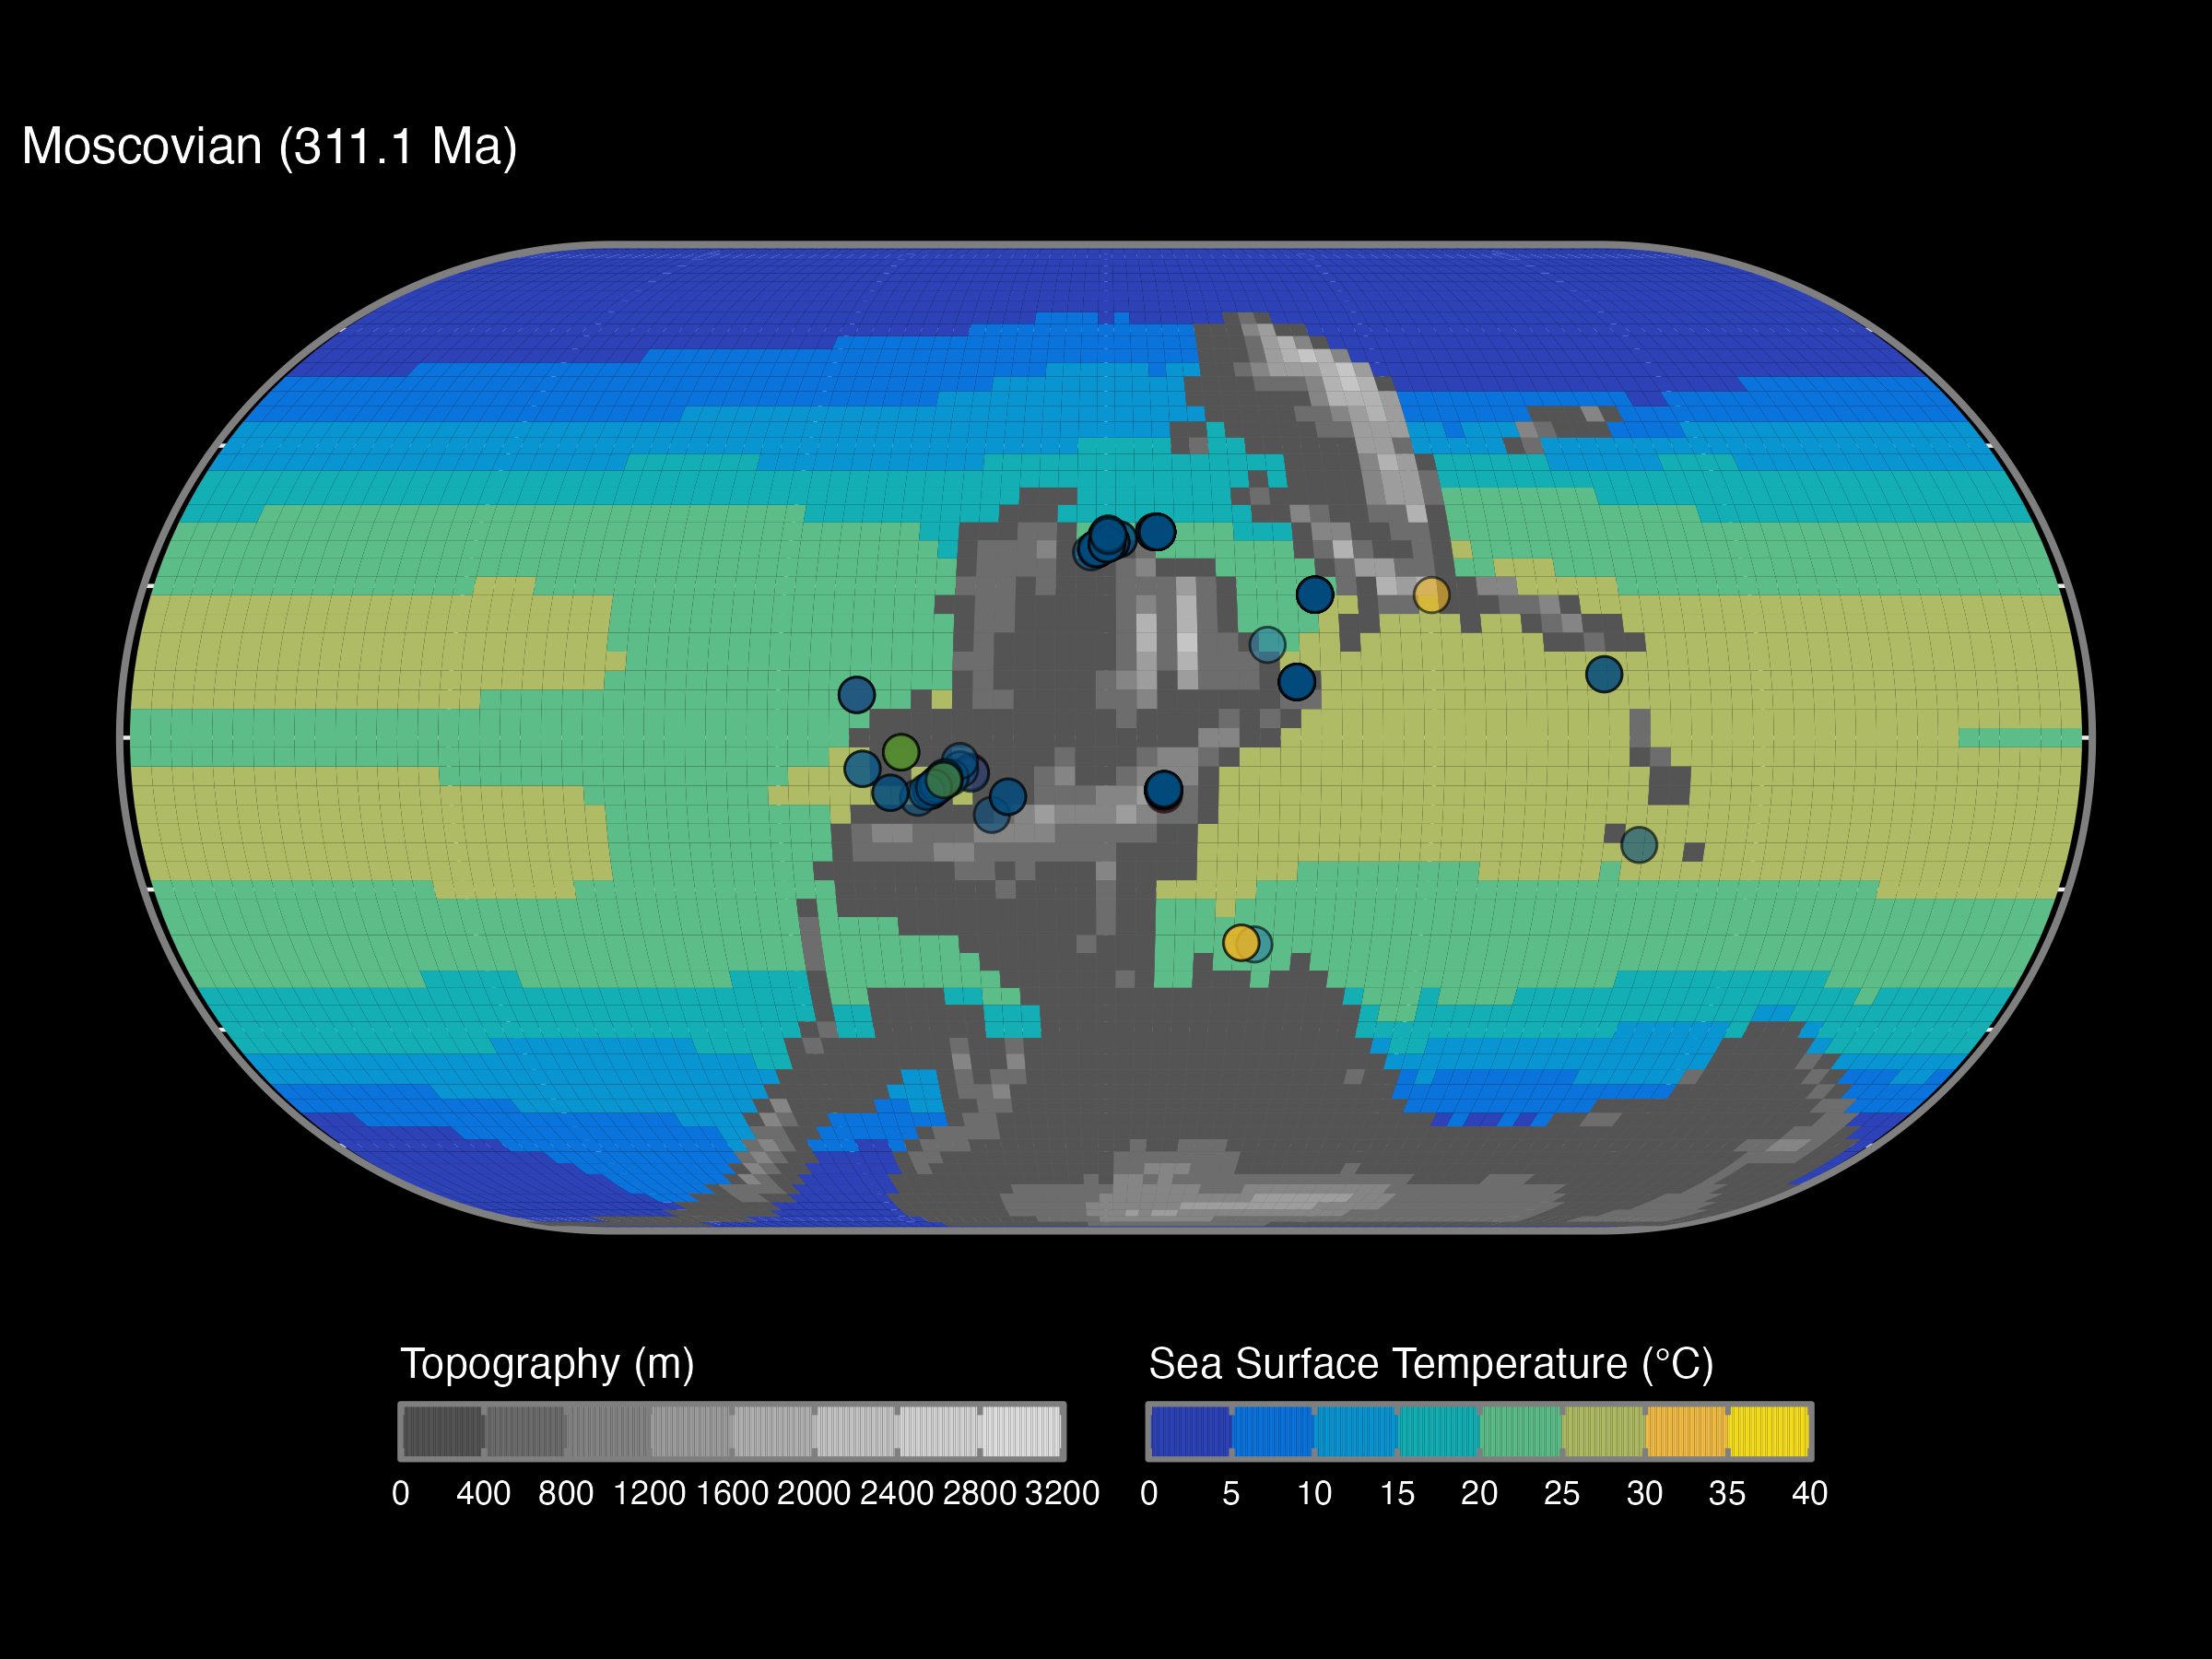 Moscovian (311.1 Ma)
Topography (m)
0 400 800 1200 1600 2000 2400 2800 3200
Sea Surface Temperature (°C)
0 5 10 15 20 25 30 35 40